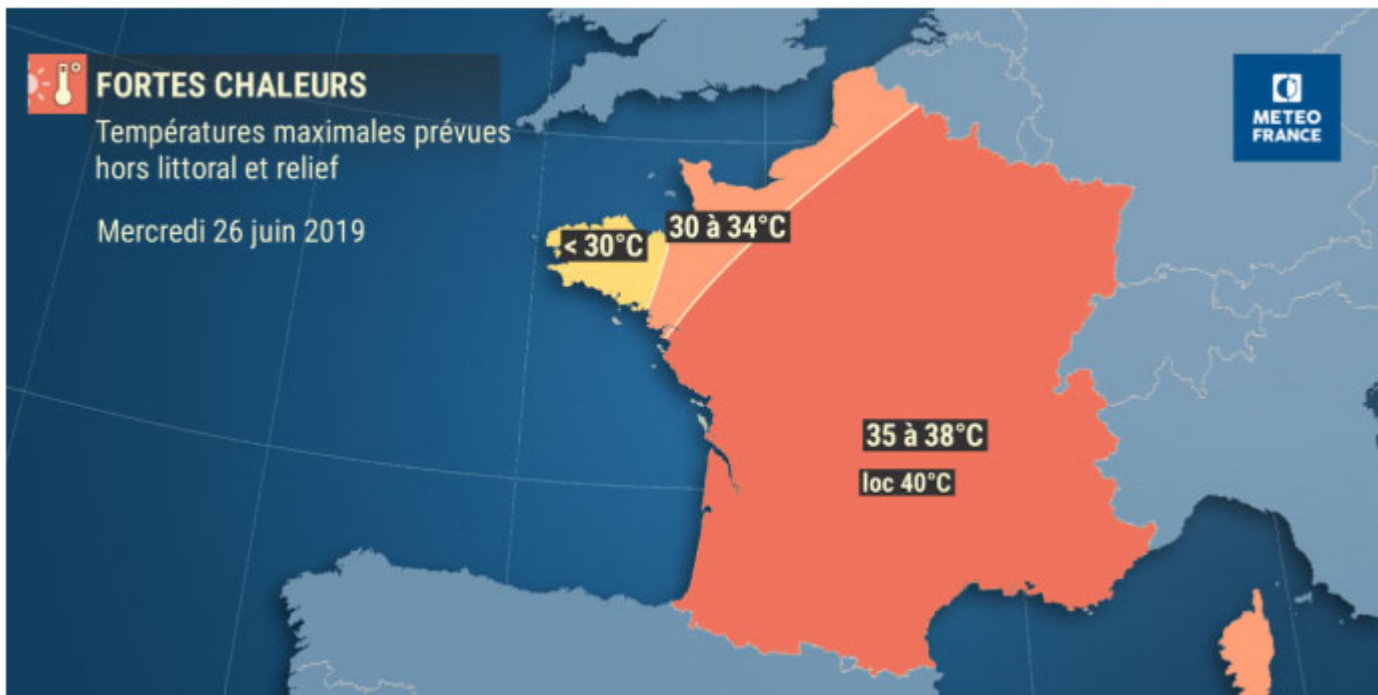 FORTES CHALEURS
Températures maximales prévues
hors littoral et relief
Mercredi 26 juin 2019
METEO
FRANCE
30 à 34°C
< 30°C
35 à 38°C
loc 40°C